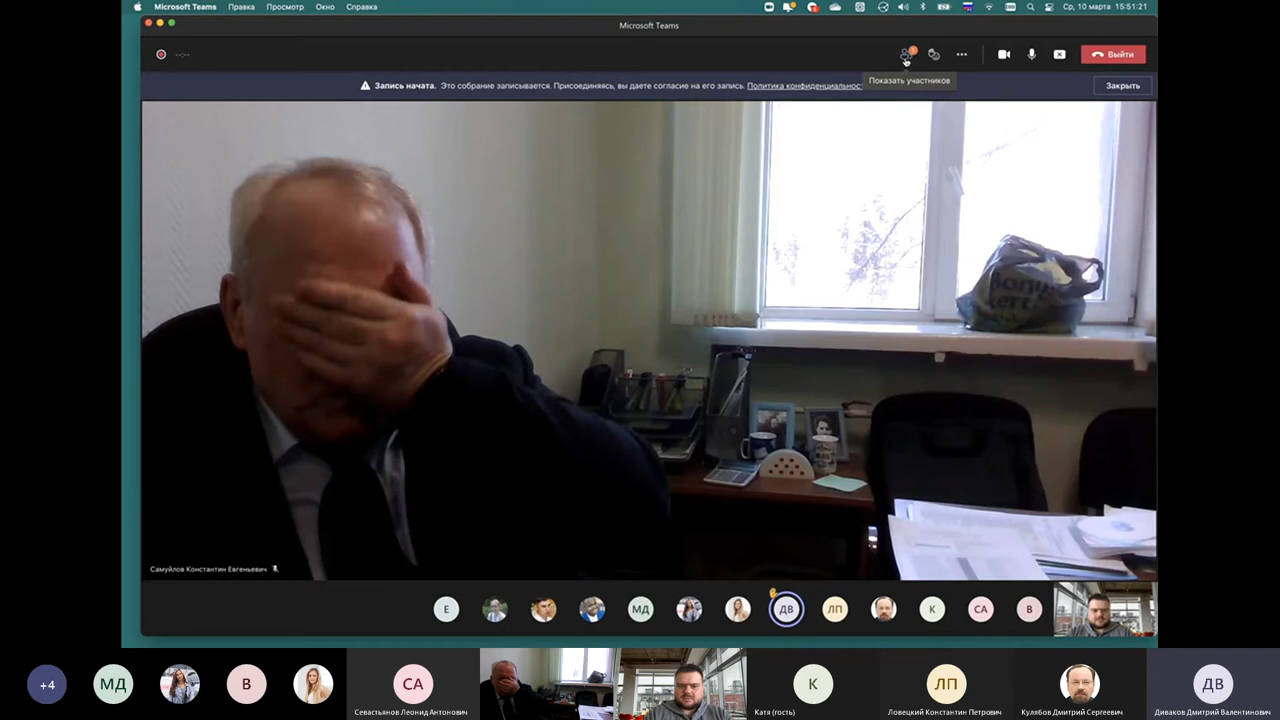 Microsoft Teams Правка Просмотр Окно Справка Ср, 10 марта 15:51:21
Microsoft Teams
--:--
1
Выйти
Показать участников
Запись начата. Это собрание записывается. Присоединяясь, вы даете согласие на его запись. Политика конфиденциальност
Закрыть
Самуйлов Константин Евгеньевич
Е МД ДВ ЛП К СА В
+4 МД В СА К ЛП ДВ
Севастьянов Леонид Антонович Катя (гость) Ловецкий Константин Петрович Кулябов Дмитрий Сергеевич Диваков Дмитрий Валентинович